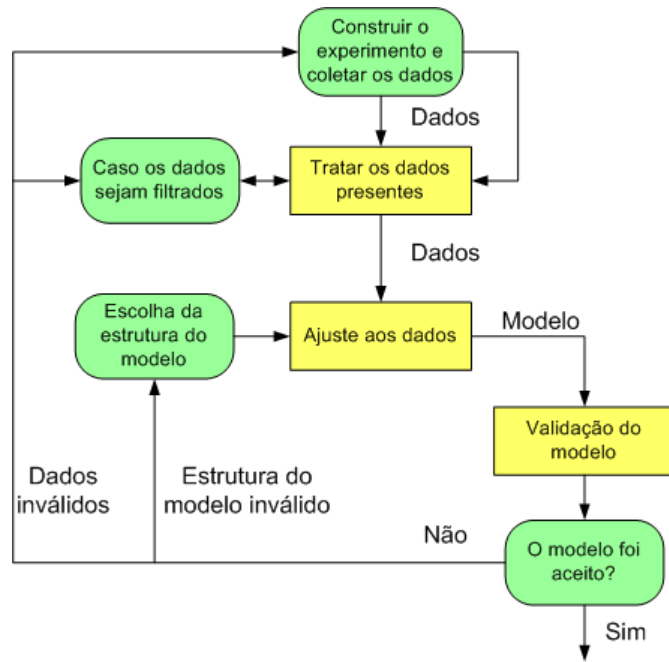 Construir o
experimento e
coletar os dados
Dados
Caso os dados
sejam filtrados
Tratar os dados
presentes
Dados
Escolha da
estrutura do
modelo
Ajuste aos dados
Modelo
Validação do
modelo
Dados
inválidos
Estrutura do
modelo inválido
Não
O modelo foi
aceito?
Sim